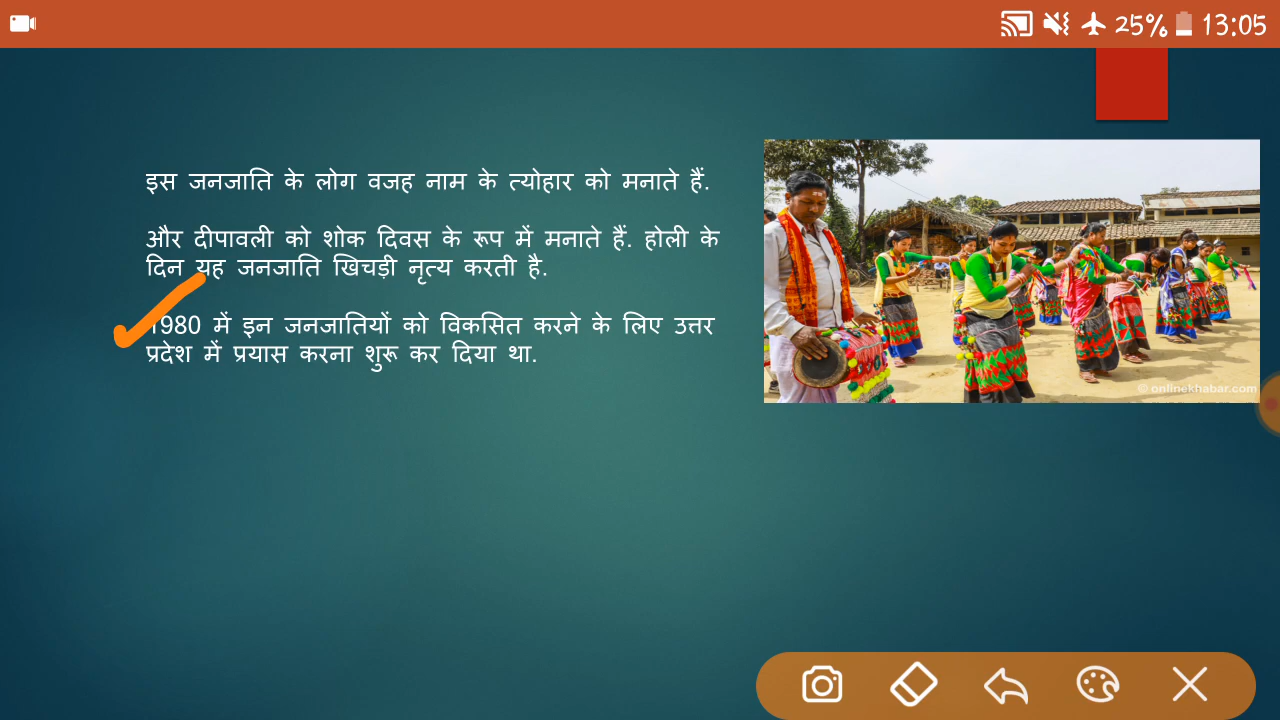 25% 13:05
इस जनजाति के लोग वजह नाम के त्योहार को मनाते हैं.
और दीपावली को शोक दिवस के रूप में मनाते हैं. होली के
दिन यह जनजाति खिचड़ी नृत्य करती है.
1980 में इन जनजातियों को विकसित करने के लिए उत्तर
प्रदेश में प्रयास करना शुरू कर दिया था.
© onlinekhabar.com